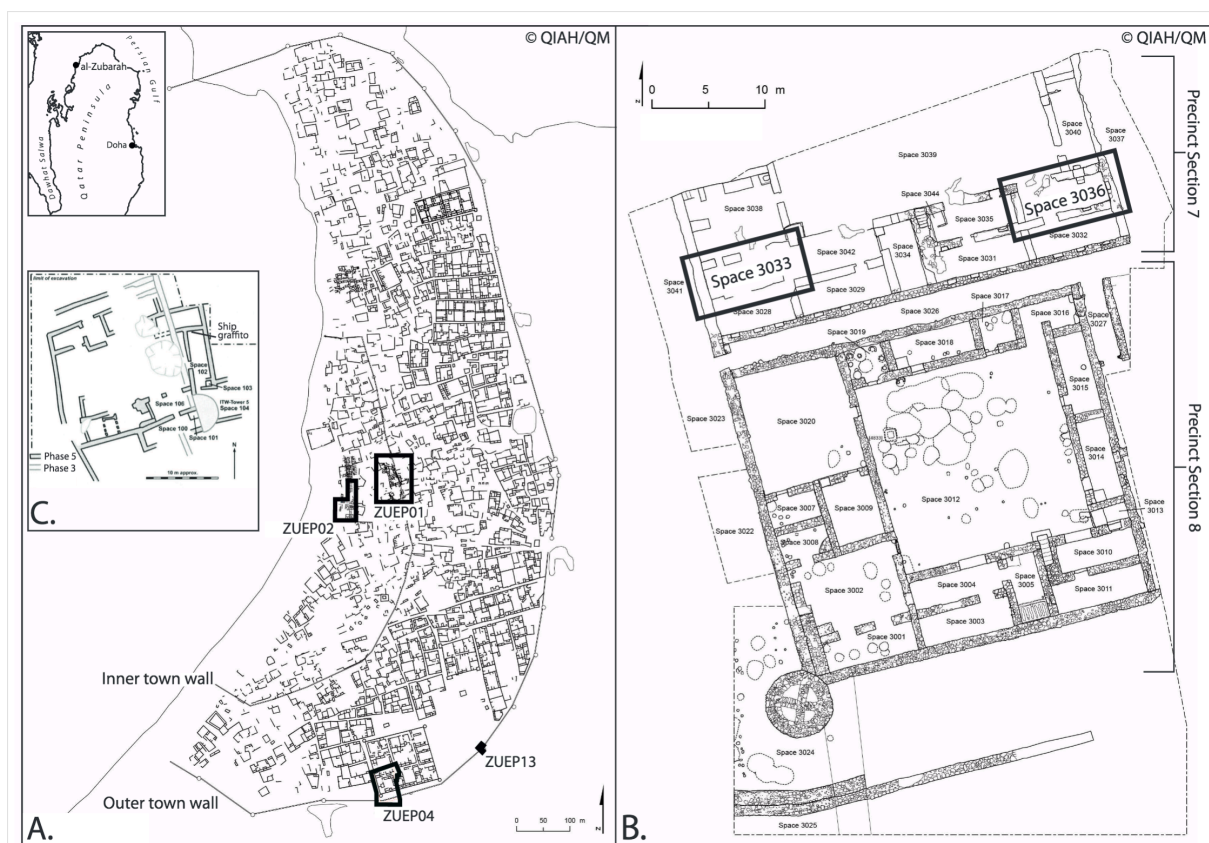 © QIAH/QM
Persian Gulf
al-Zubarah
Qatar Peninsula
Doha
Dawhat Salwa
limit of excavation
Ship
graffito
Space
102
Space 103
Space 106
ITW-Tower 5
Space 104
Space 100
Space 101
N
Phase 5
Phase 3
10 m approx.
C.
ZUEP02
ZUEP01
Inner town wall
ZUEP13
Outer town wall
ZUEP04
A.
0 50 100 m
N
© QIAH/QM
N
0 5 10 m
Precinct Section 7
Space
3040
Space
3037
Space 3039
Space 3044
Space 3036
Space 3038
Space
3035
Space 3032
Space 3033
Space
3042
Space
3034
Space 3031
Space
3041
Space 3029
Space 3028
Space 3017
Space 3026
Space 3016
Space
3027
Space 3019
Space 3018
Space
3015
Space 3023
Space 3020
Space
3014
Space 3012
Space
3013
Space
3007
Space
3009
Space 3022
Space
3008
Space 3010
Space 3004
Space
3005
Space 3011
Space 3002
Space 3003
Space
3001
Precinct Section 8
Space 3024
Space 3025
B.